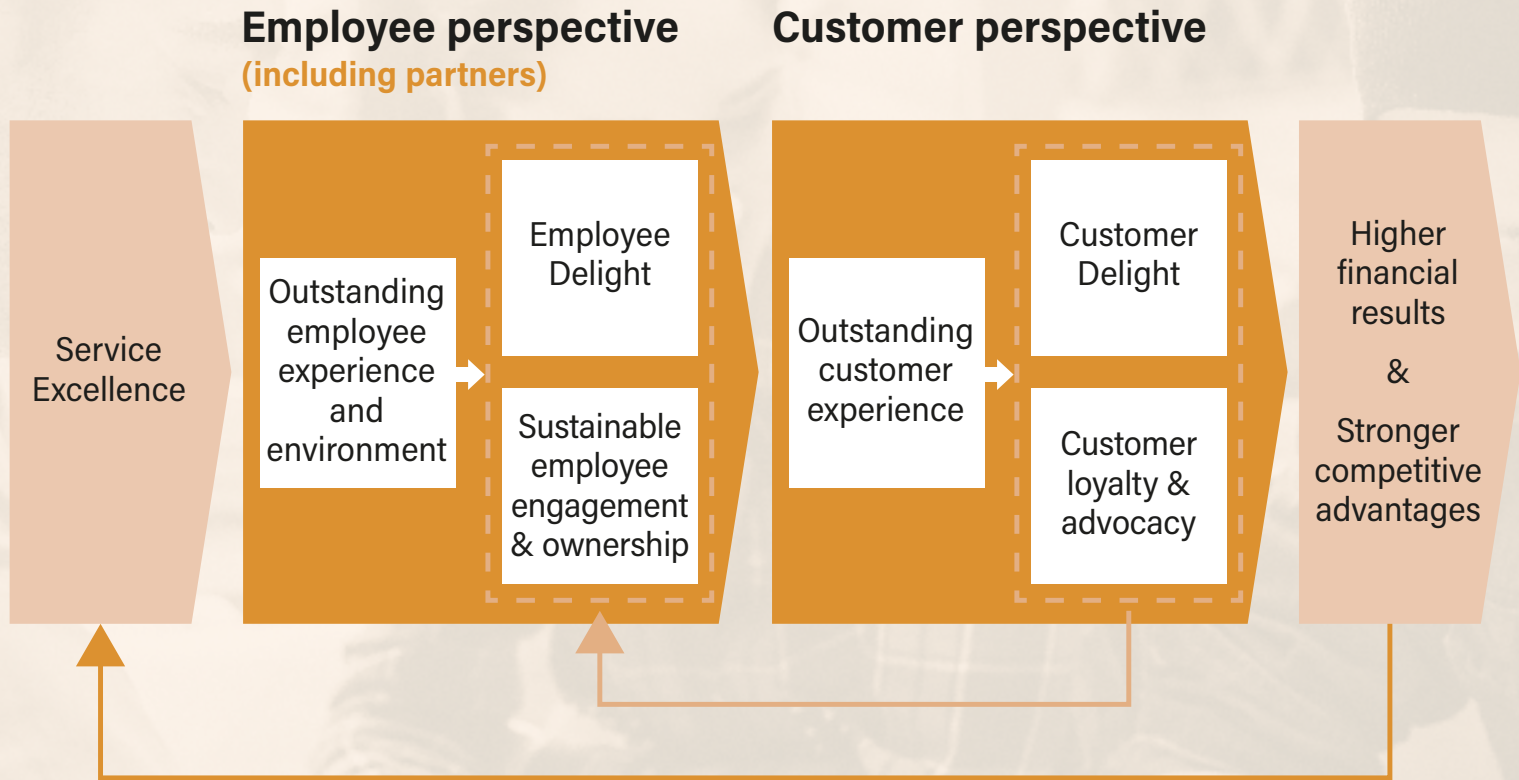 Employee perspective
(including partners)
Customer perspective
Service
Excellence
Outstanding
employee
experience
and
environment
Employee
Delight
Sustainable
employee
engagement
& ownership
Outstanding
customer
experience
Customer
Delight
Customer
loyalty &
advocacy
Higher
financial
results
&
Stronger
competitive
advantages